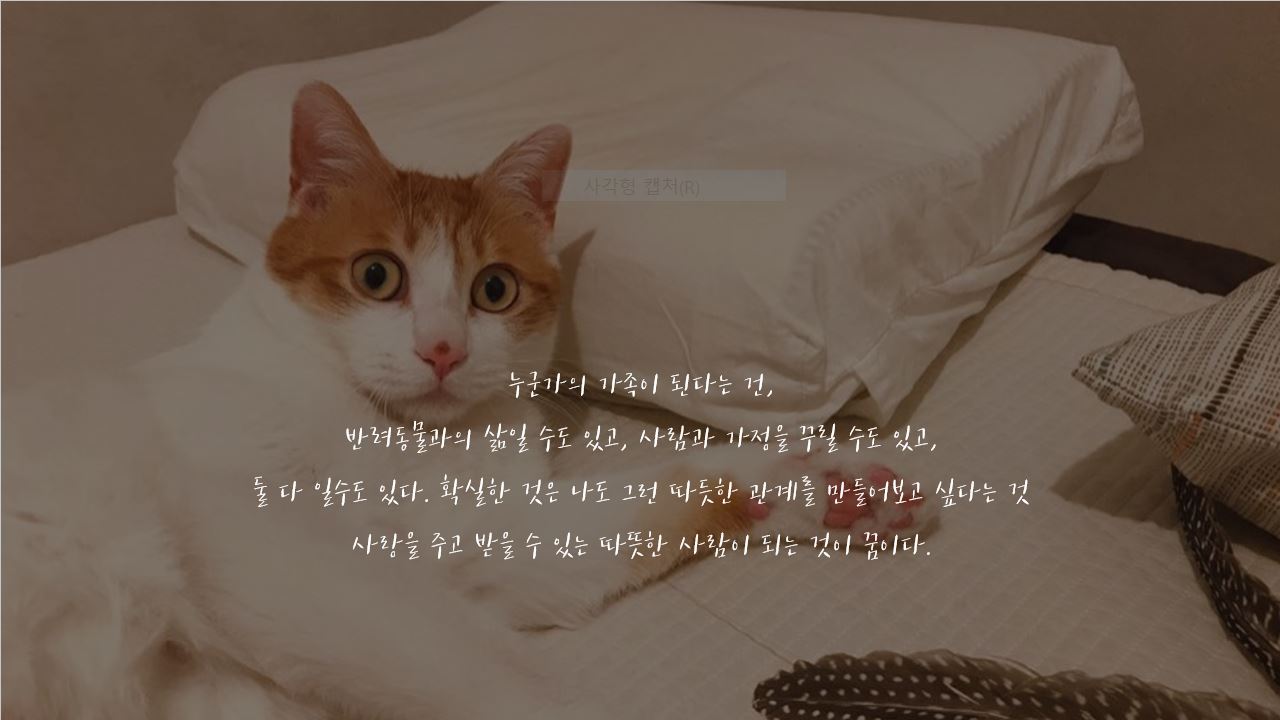 사각형 캡처(R)
누군가의 가족이 된다는 건,
반려동물과의 삶일 수도 있고, 사람과 가정을 꾸릴 수도 있고,
둘 다 일수도 있다. 확실한 것은 나도 그런 따듯한 관계를 만들어보고 싶다는 것
사랑을 주고 받을 수 있는 따뜻한 사람이 되는 것이 꿈이다.